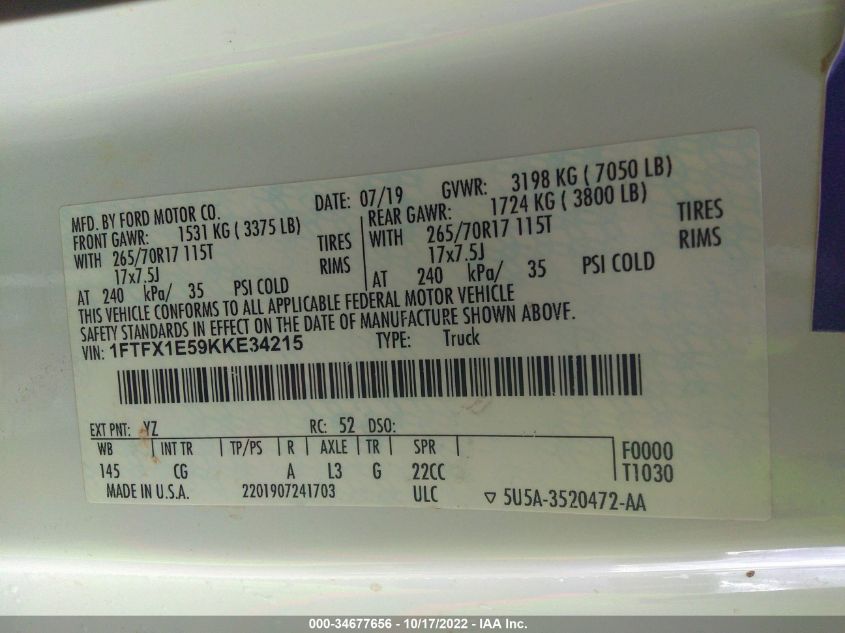 MFD. BY FORD MOTOR CO. DATE: 07/19 GVWR: 3198 KG ( 7050 LB)
FRONT GAWR: 1531 KG ( 3375 LB) REAR GAWR: 1724 KG ( 3800 LB)
WITH 265/70R17 115T TIRES WITH 265/70R17 115T TIRES
17x7.5J RIMS 17x7.5J RIMS
AT 240 kPa/ 35 PSI COLD AT 240 kPa/ 35 PSI COLD
THIS VEHICLE CONFORMS TO ALL APPLICABLE FEDERAL MOTOR VEHICLE
SAFETY STANDARDS IN EFFECT ON THE DATE OF MANUFACTURE SHOWN ABOVE.
VIN: 1FTFX1E59KKE34215 TYPE: Truck
EXT PNT: YZ RC: 52 DSO:
WB INT TR TP/PS R AXLE TR SPR F0000
145 CG A L3 G 22CC T1030
MADE IN U.S.A. 2201907241703 ULC ▽ 5U5A-3520472-AA
000-34677656 - 10/17/2022 - IAA Inc.